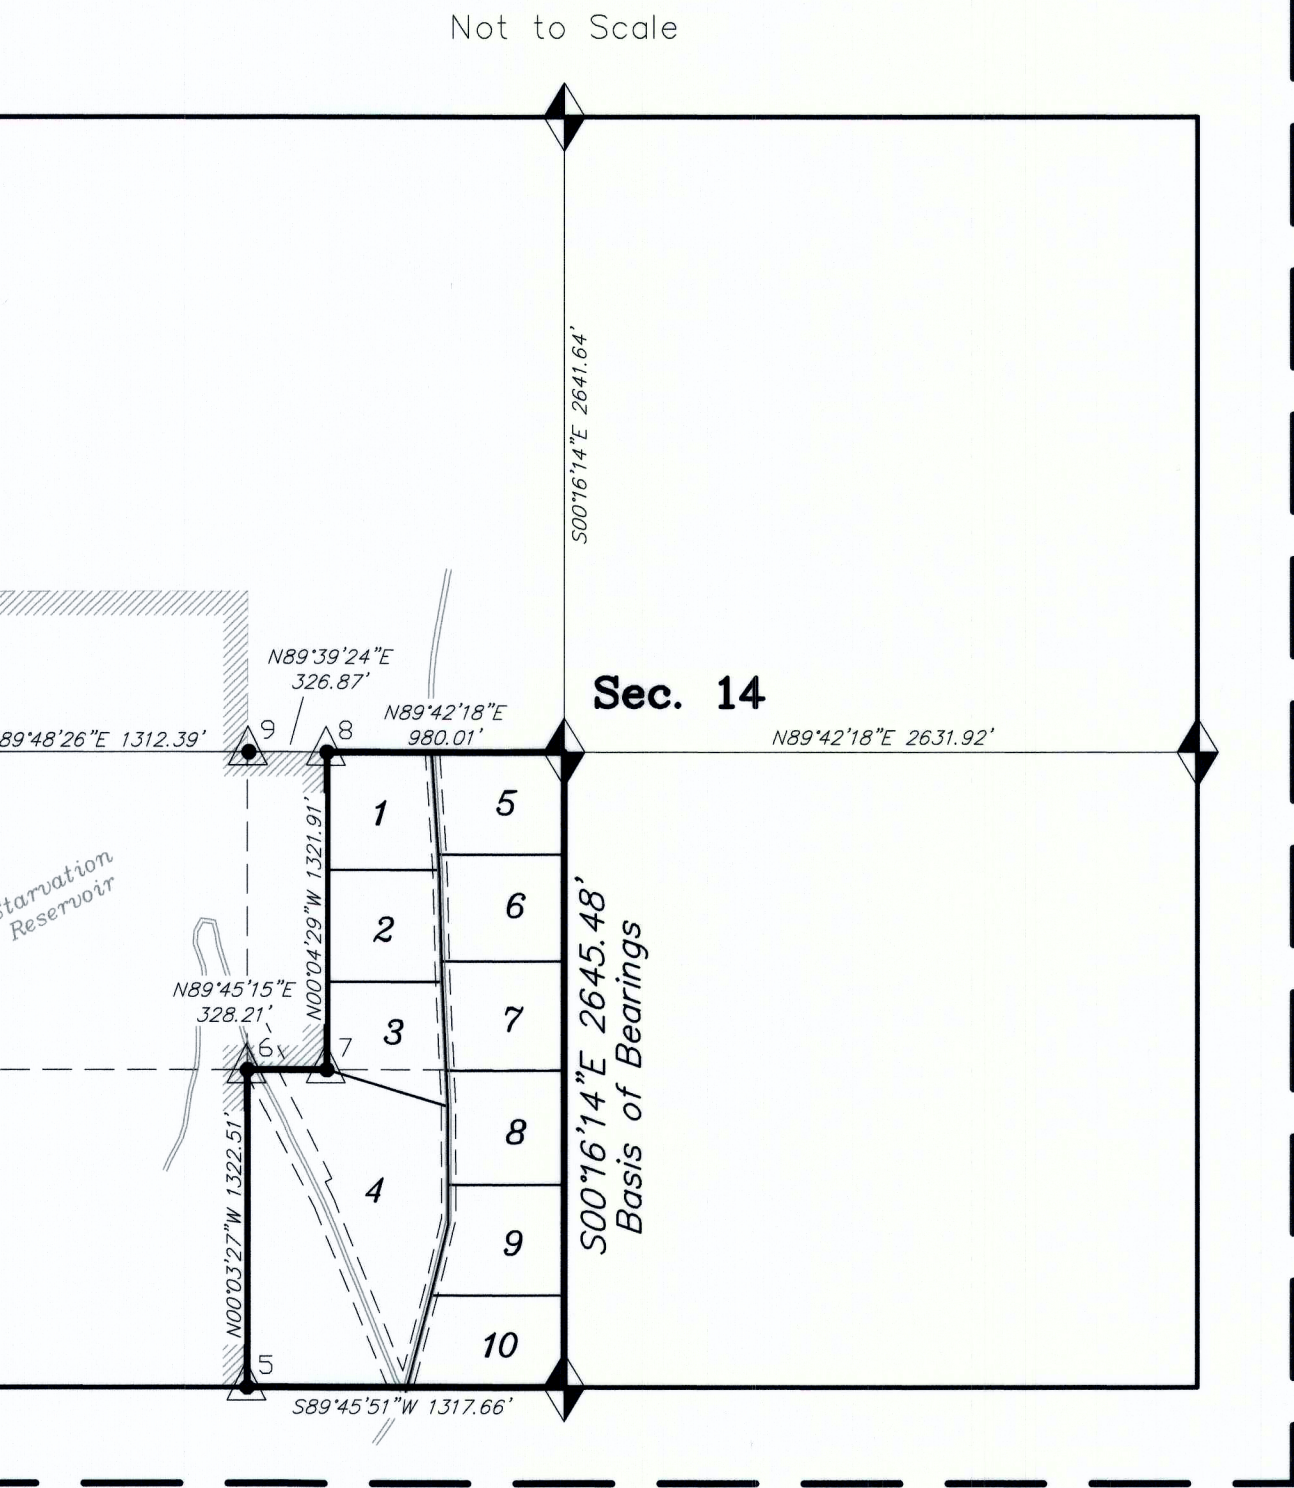 Not to Scale
S00°16'14"E 2641.64'
N89°39'24"E
326.87'
Sec. 14
N89°42'18"E
980.01'
9
8
89°48'26"E 1312.39'
N89°42'18"E 2631.92'
1
5
N00°04'29"W 1321.91'
Starvation
Reservoir
2
6
S00°16'14"E 2645.48'
Basis of Bearings
N89°45'15"E
328.21'
3
7
6
7
8
N00°03'27"W 1322.51'
4
9
10
5
S89°45'51"W 1317.66'